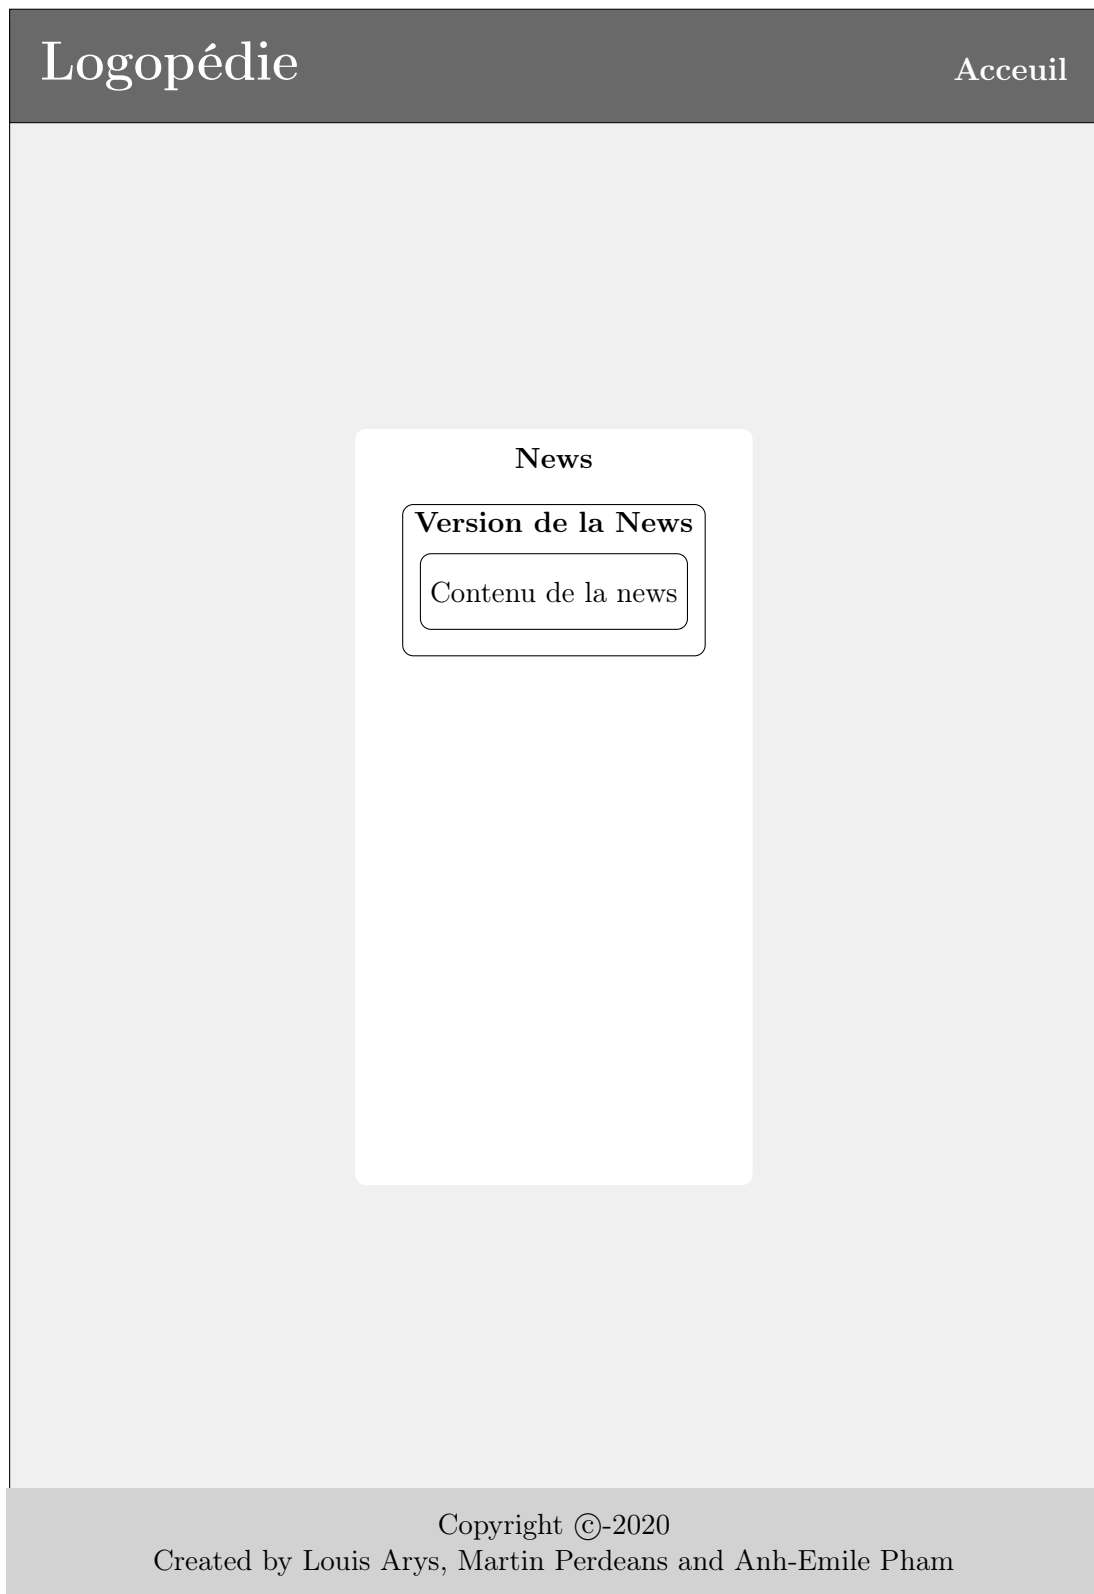 Logopédie
Acceuil
News
Version de la News
Contenu de la news
Copyright ©-2020
Created by Louis Arys, Martin Perdeans and Anh-Emile Pham